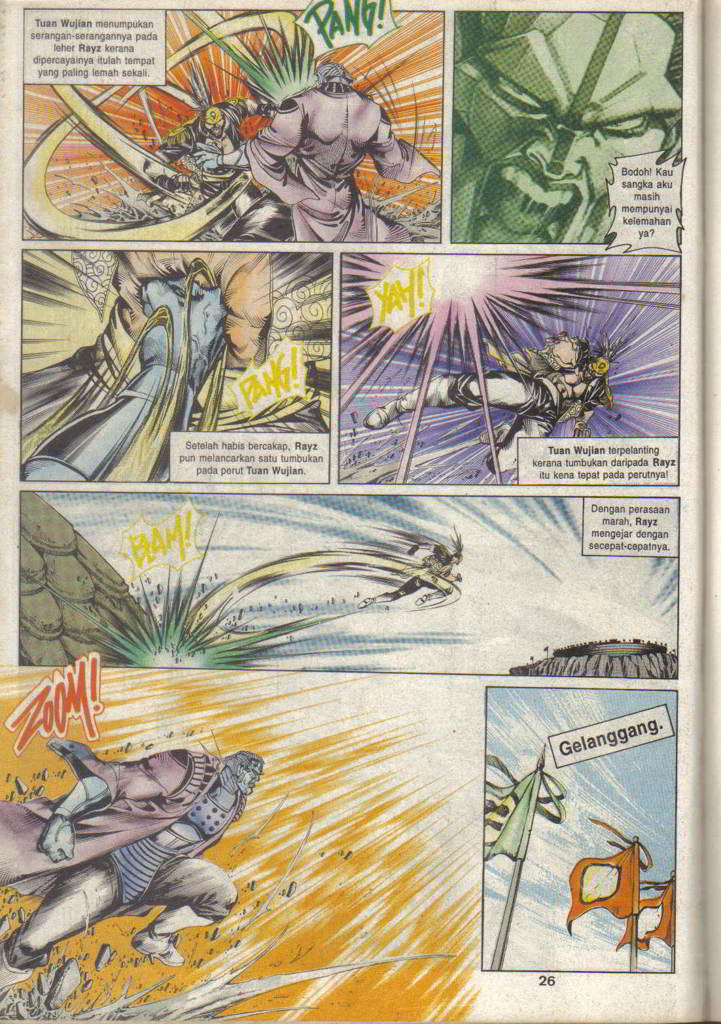 Tuan Wujian menumpukan
serangan-serangannya pada
leher Rayz kerana
dipercayainya itulah tempat
yang paling lemah sekali.
PANG!
Bodoh! Kau
sangka aku
masih
mempunyai
kelemahan
ya?
PANG!
Setelah habis bercakap, Rayz
pun melancarkan satu tumbukan
pada perut Tuan Wujian.
YAH!
Tuan Wujian terpelanting
kerana tumbukan daripada Rayz
itu kena tepat pada perutnya!
BLAM!
Dengan perasaan
marah, Rayz
mengejar dengan
secepat-cepatnya.
ZOOM!
Gelanggang.
26